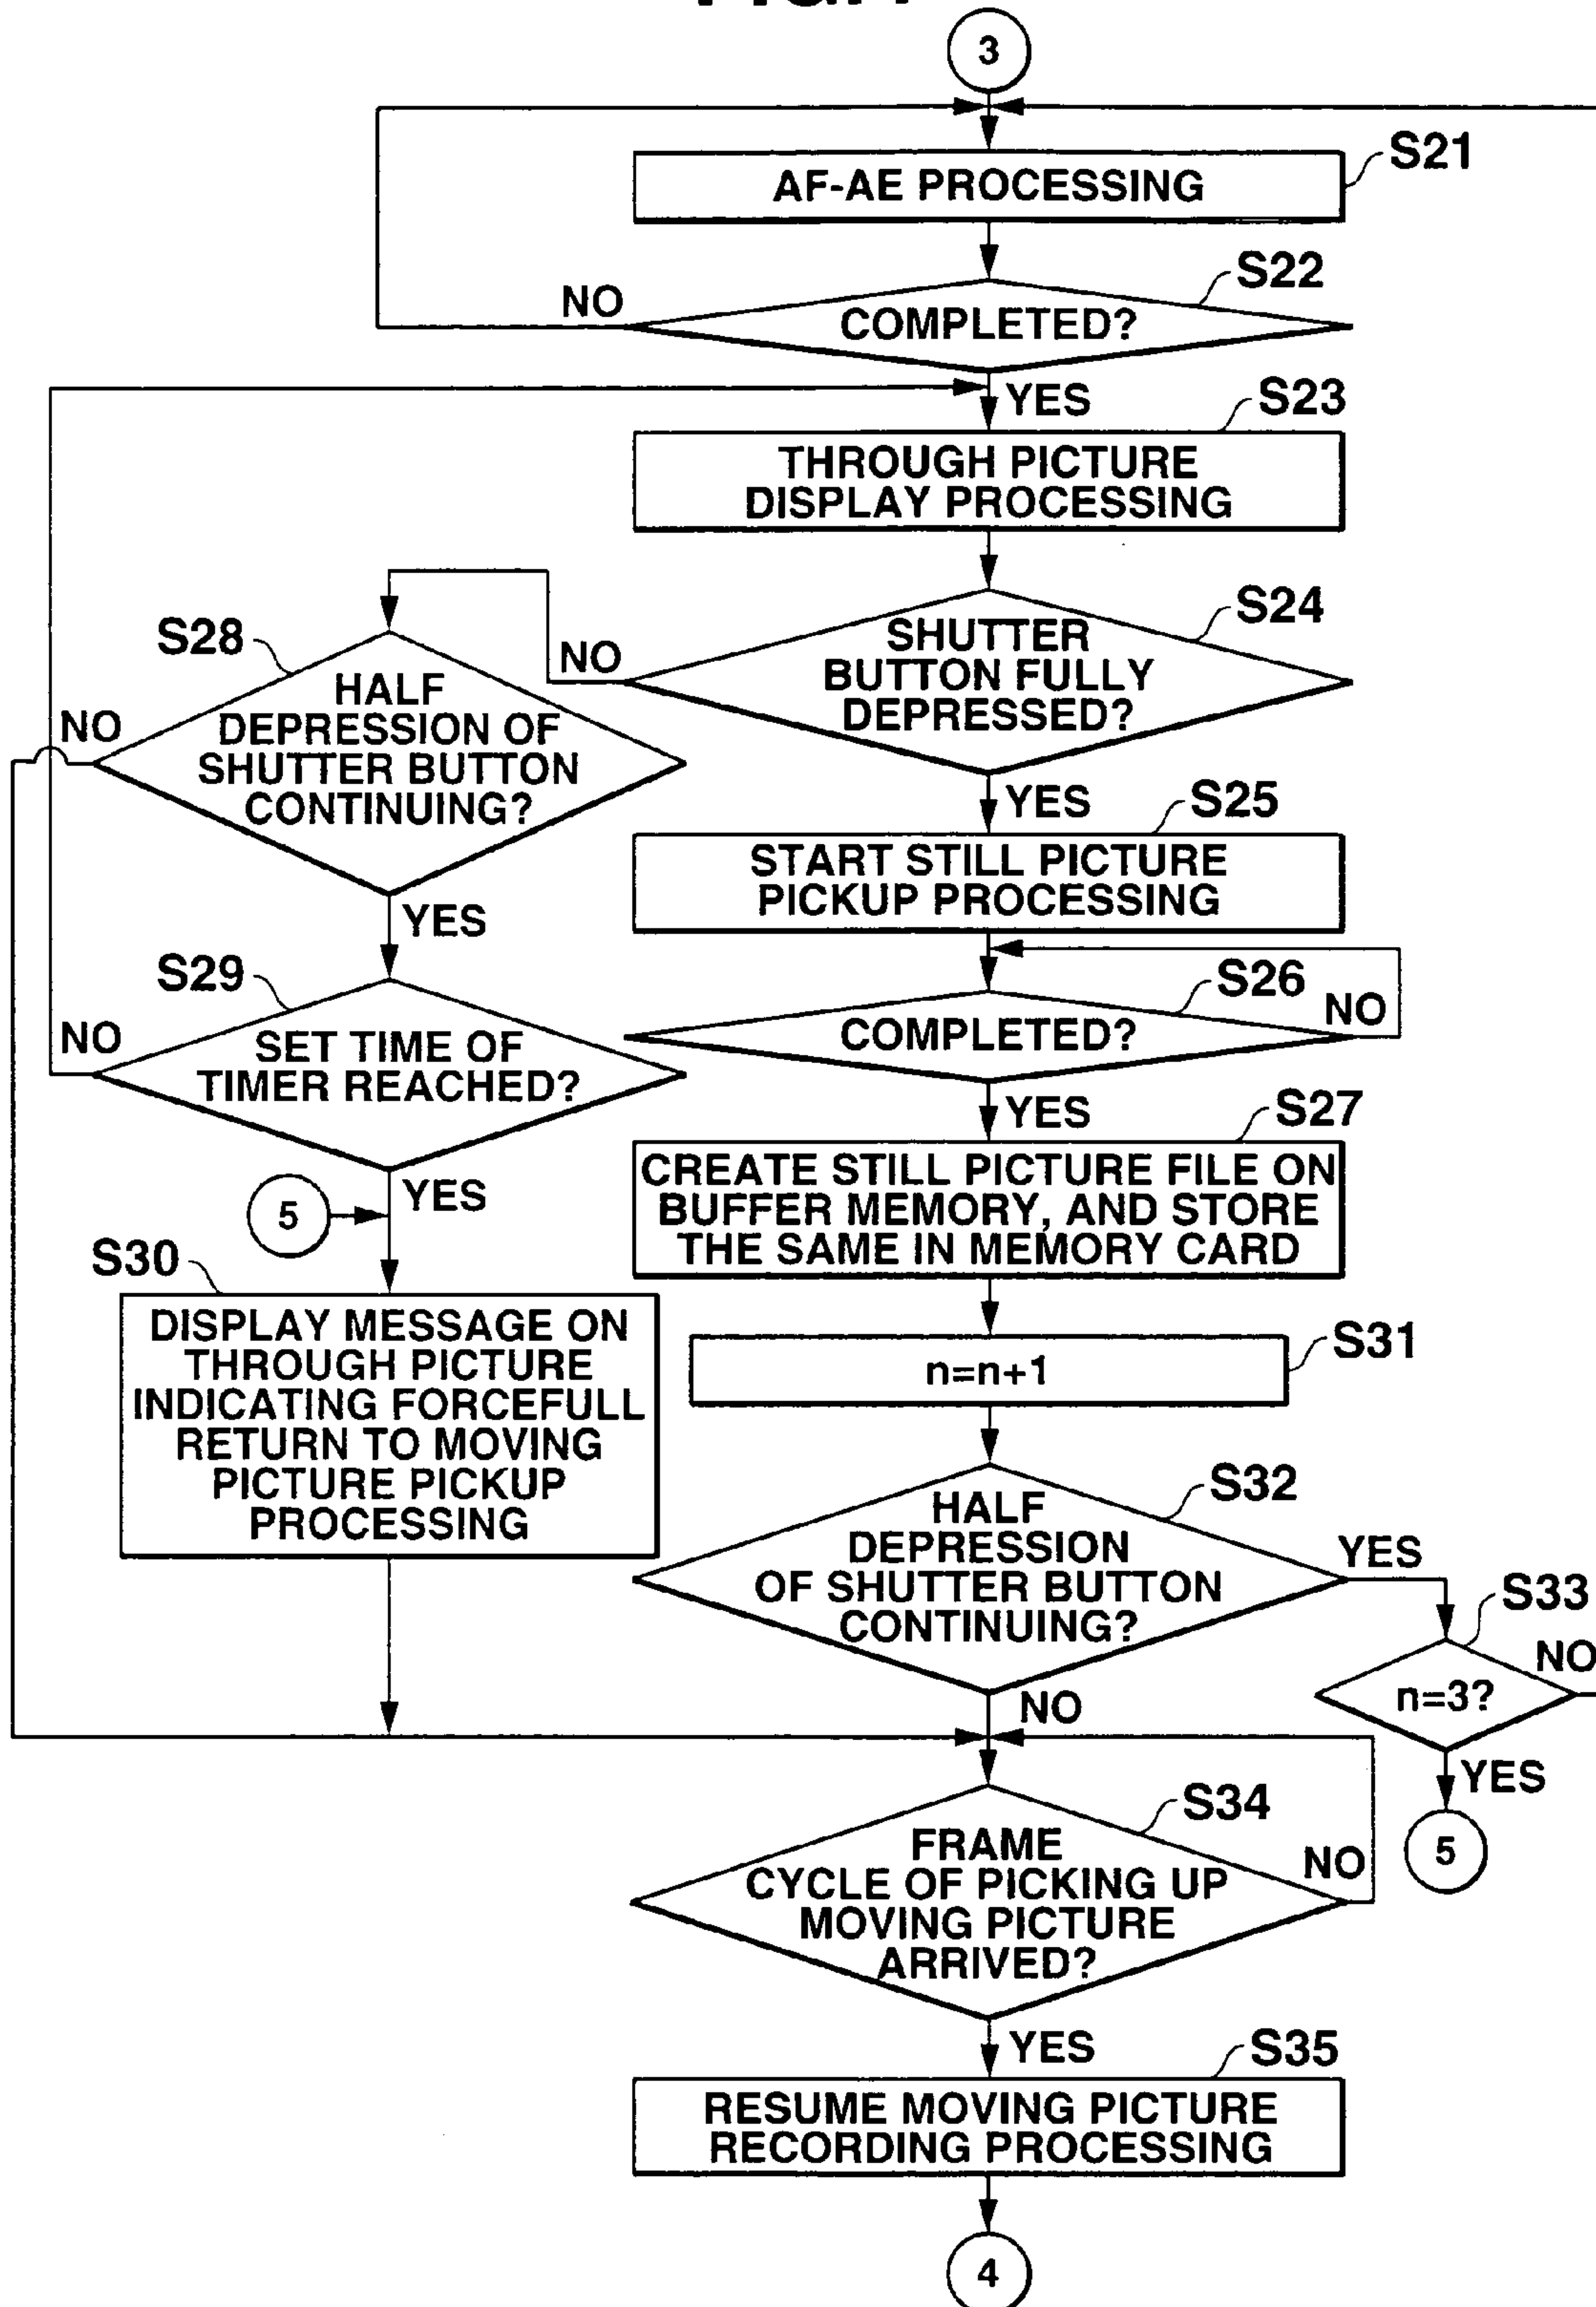 3
S21
AF-AE PROCESSING
S22
NO
COMPLETED?
YES
S23
THROUGH PICTURE
DISPLAY PROCESSING
S24
SHUTTER
BUTTON FULLY
DEPRESSED?
NO
S28
HALF
DEPRESSION OF
SHUTTER BUTTON
CONTINUING?
NO
YES
S25
START STILL PICTURE
PICKUP PROCESSING
YES
S29
SET TIME OF
TIMER REACHED?
NO
S26
COMPLETED?
NO
YES
S27
CREATE STILL PICTURE FILE ON
BUFFER MEMORY, AND STORE
THE SAME IN MEMORY CARD
YES
5
S30
DISPLAY MESSAGE ON
THROUGH PICTURE
INDICATING FORCEFULL
RETURN TO MOVING
PICTURE PICKUP
PROCESSING
S31
n=n+1
S32
HALF
DEPRESSION
OF SHUTTER BUTTON
CONTINUING?
YES
S33
n=3?
NO
YES
5
NO
S34
FRAME
CYCLE OF PICKING UP
MOVING PICTURE
ARRIVED?
NO
YES
S35
RESUME MOVING PICTURE
RECORDING PROCESSING
4